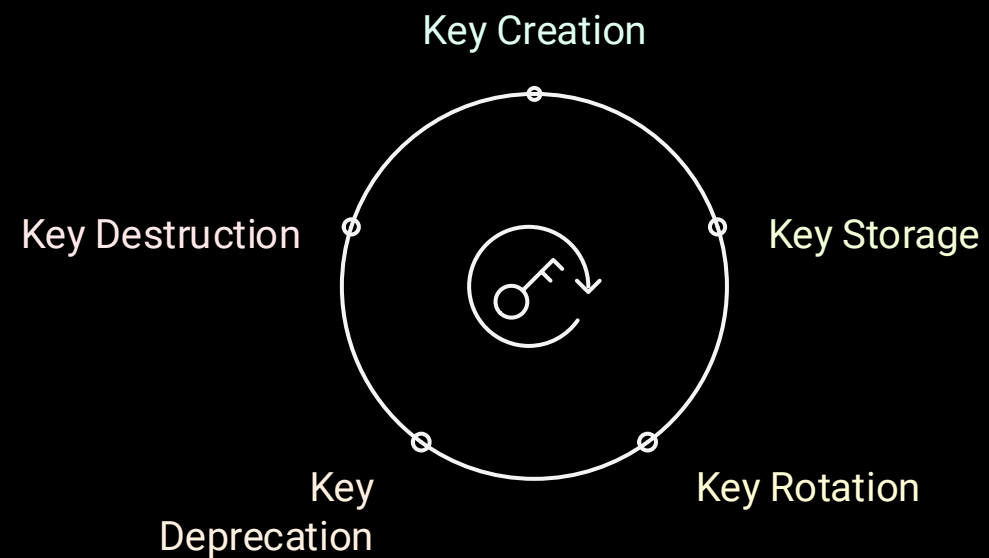 Key Creation
Key Destruction
Key Storage
Key
Deprecation
Key Rotation